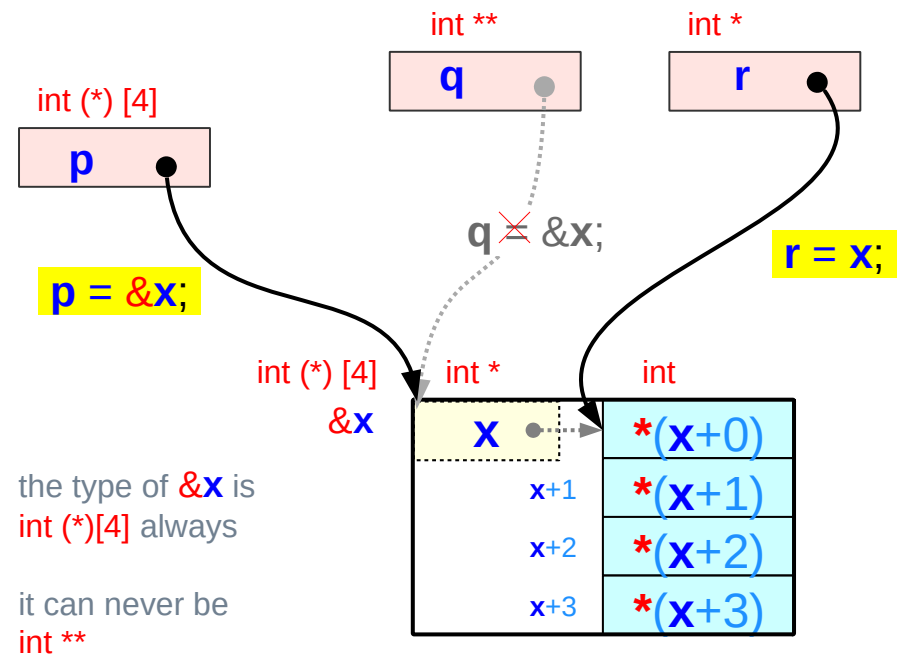 int **
int *
q
r
int (*) [4]
p
q = &x;
r = x;
p = &x;
int (*) [4]
int *
int
&x
x
*(x+0)
the type of &x is
x+1
*(x+1)
int (*)[4] always
x+2
*(x+2)
it can never be
x+3
*(x+3)
int **